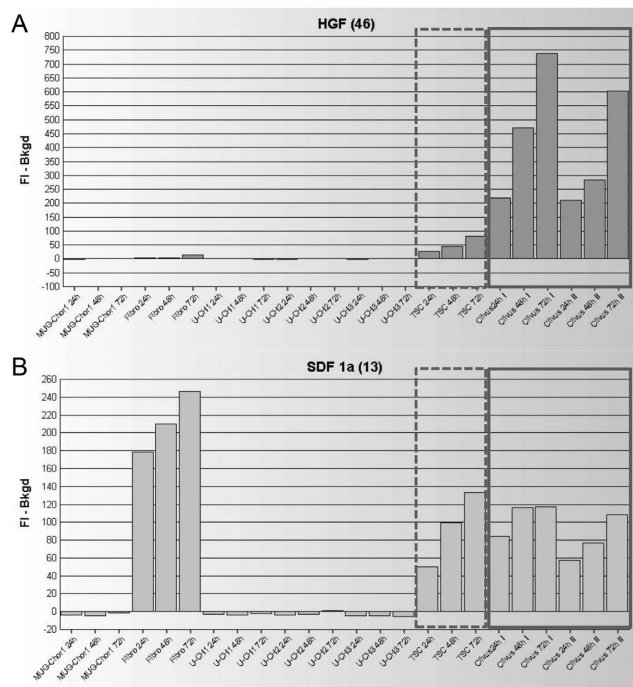 A
HGF (46)
FI - Bkgd
800
750
700
650
600
550
500
450
400
350
300
250
200
150
100
50
0
-50
-100
MUG-Chor1 24h
MUG-Chor1 48h
MUG-Chor1 72h
Fibro 24h
Fibro 48h
Fibro 72h
U-CH1 24h
U-CH1 48h
U-CH1 72h
U-CH2 24h
U-CH2 48h
U-CH2 72h
U-CH3 24h
U-CH3 48h
U-CH3 72h
TSC 24h
TSC 48h
TSC 72h
Clivus24h I
Clivus 48h I
Clivus 72h I
Clivus 24h II
Clivus 48h II
Clivus 72h II
B
SDF 1a (13)
FI - Bkgd
260
240
220
200
180
160
140
120
100
80
60
40
20
0
-20
MUG-Chor1 24h
MUG-Chor1 48h
MUG-Chor1 72h
Fibro 24h
Fibro 48h
Fibro 72h
U-CH1 24h
U-CH1 48h
U-CH1 72h
U-CH2 24h
U-CH2 48h
U-CH2 72h
U-CH3 24h
U-CH3 48h
U-CH3 72h
TSC 24h
TSC 48h
TSC 72h
Clivus24h I
Clivus 48h I
Clivus 72h I
Clivus 24h II
Clivus 48h II
Clivus 72h II